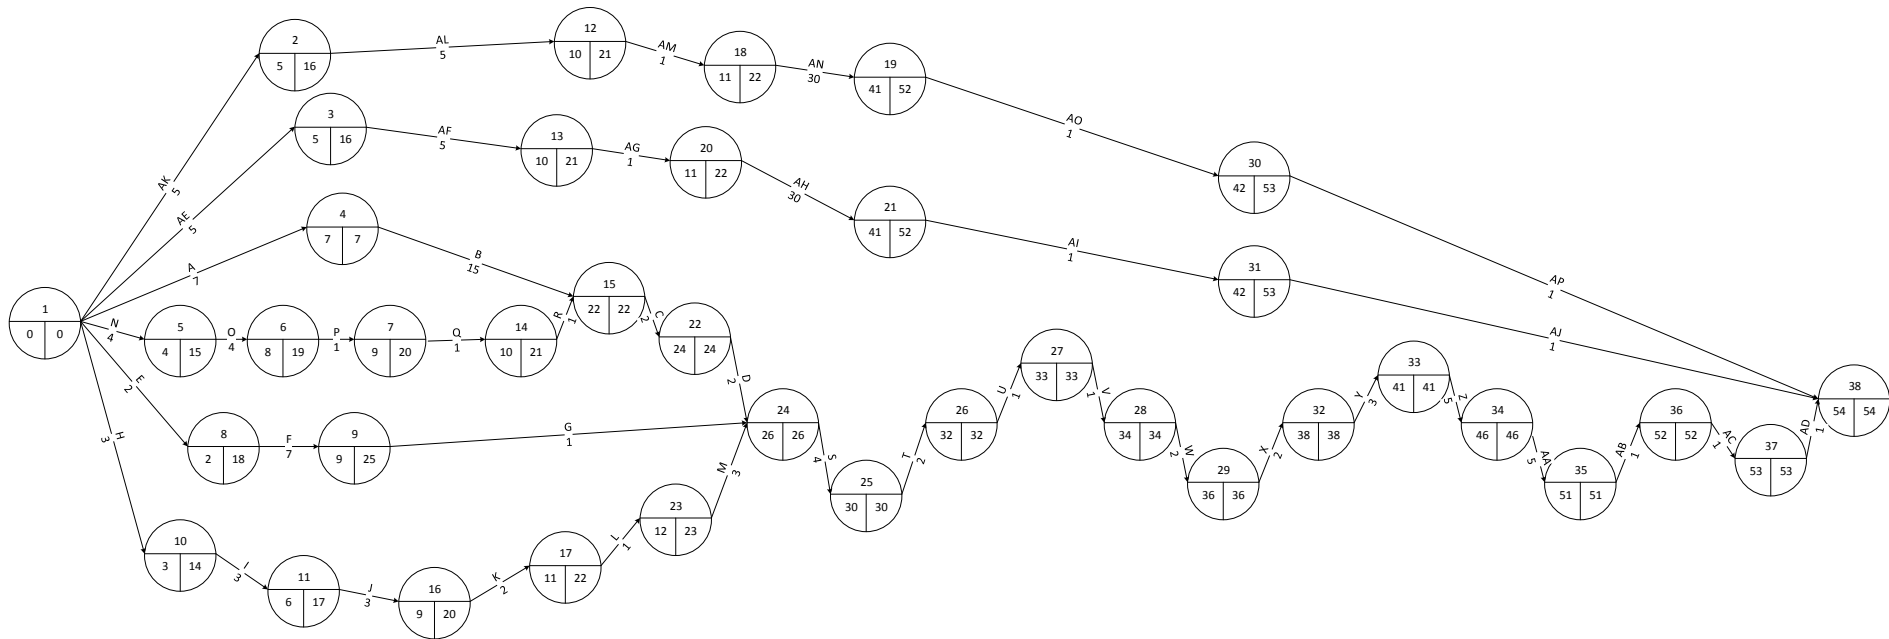 2
5 16
AL
5
12
10 21
AM
1
18
11 22
AN
30
19
41 52
AO
1
30
42 53
AP
1
AK
5
3
5 16
AF
5
13
10 21
AG
1
20
11 22
AH
30
21
41 52
AI
1
31
42 53
AJ
1
AE
5
4
7 7
A
7
B
15
1
0 0
N
4
5
4 15
O
4
6
8 19
P
1
7
9 20
Q
1
14
10 21
R
1
15
22 22
C
2
22
24 24
D
2
E
2
8
2 18
F
7
9
9 25
G
1
24
26 26
H
3
10
3 14
I
3
11
6 17
J
3
16
9 20
K
2
17
11 22
L
1
23
12 23
M
3
S
4
25
30 30
T
2
26
32 32
U
1
27
33 33
V
1
28
34 34
W
2
29
36 36
X
2
32
38 38
Y
3
33
41 41
Z
5
34
46 46
AA
5
35
51 51
AB
1
36
52 52
AC
1
37
53 53
AD
1
38
54 54